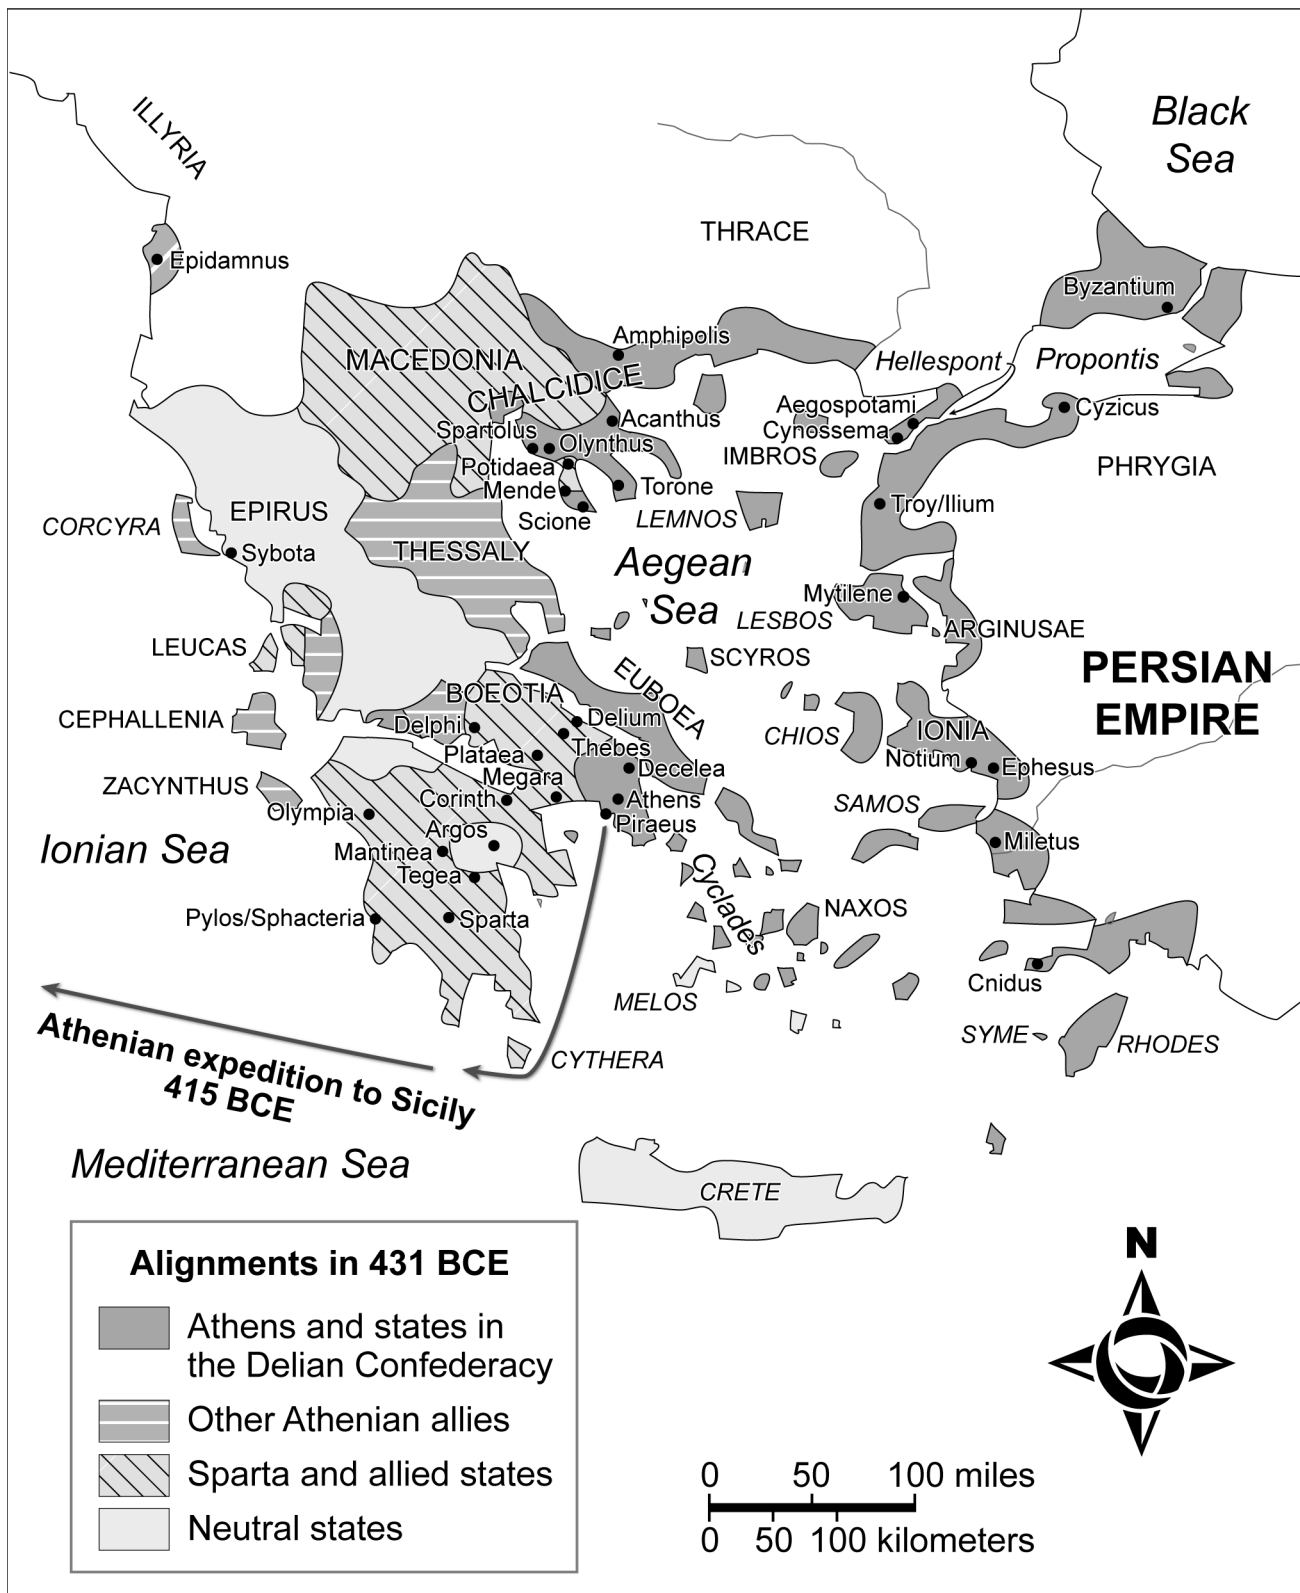 Black
Sea
ILLYRIA
THRACE
Epidamnus
Byzantium
Amphipolis
MACEDONIA
Hellespont
Propontis
CHALCIDICE
Aegospotami
Cyzicus
Acanthus
Spartolus
Olynthus
Cynossema
IMBROS
PHRYGIA
Potidaea
Mende
Torone
Troy/Ilium
EPIRUS
CORCYRA
Scione
LEMNOS
Sybota
THESSALY
Aegean
Sea
Mytilene
LESBOS
ARGINUSAE
LEUCAS
SCYROS
PERSIAN
EMPIRE
EUBOEA
BOEOTIA
CEPHALLENIA
Delphi
Delium
CHIOS
IONIA
Thebes
Plataea
Notium
Ephesus
Decelea
Megara
ZACYNTHUS
Corinth
Athens
SAMOS
Olympia
Piraeus
Argos
Ionian Sea
Mantinea
Miletus
Tegea
Cyclades
Pylos/Sphacteria
Sparta
NAXOS
Cnidus
MELOS
SYME
RHODES
CYTHERA
Athenian expedition to Sicily
415 BCE
Mediterranean Sea
CRETE
Alignments in 431 BCE
Athens and states in
the Delian Confederacy
Other Athenian allies
Sparta and allied states
Neutral states
N
0 50 100 miles
0 50 100 kilometers